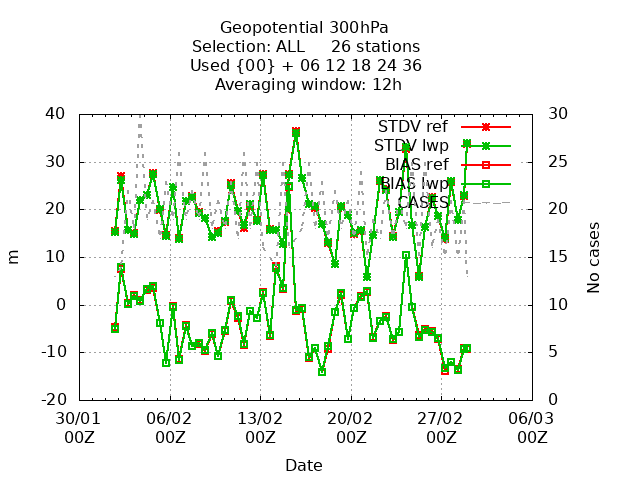 Geopotential 300hPa
Selection: ALL 26 stations
Used {00} + 06 12 18 24 36
Averaging window: 12h
40 30
STDV ref
STDV lwp
30 25
BIAS ref
BIAS lwp
20 20
CASES
10 15
0 10
-10 5
-20 0
m
No cases
30/01 06/02 13/02 20/02 27/02 06/03
00Z 00Z 00Z 00Z 00Z 00Z
Date